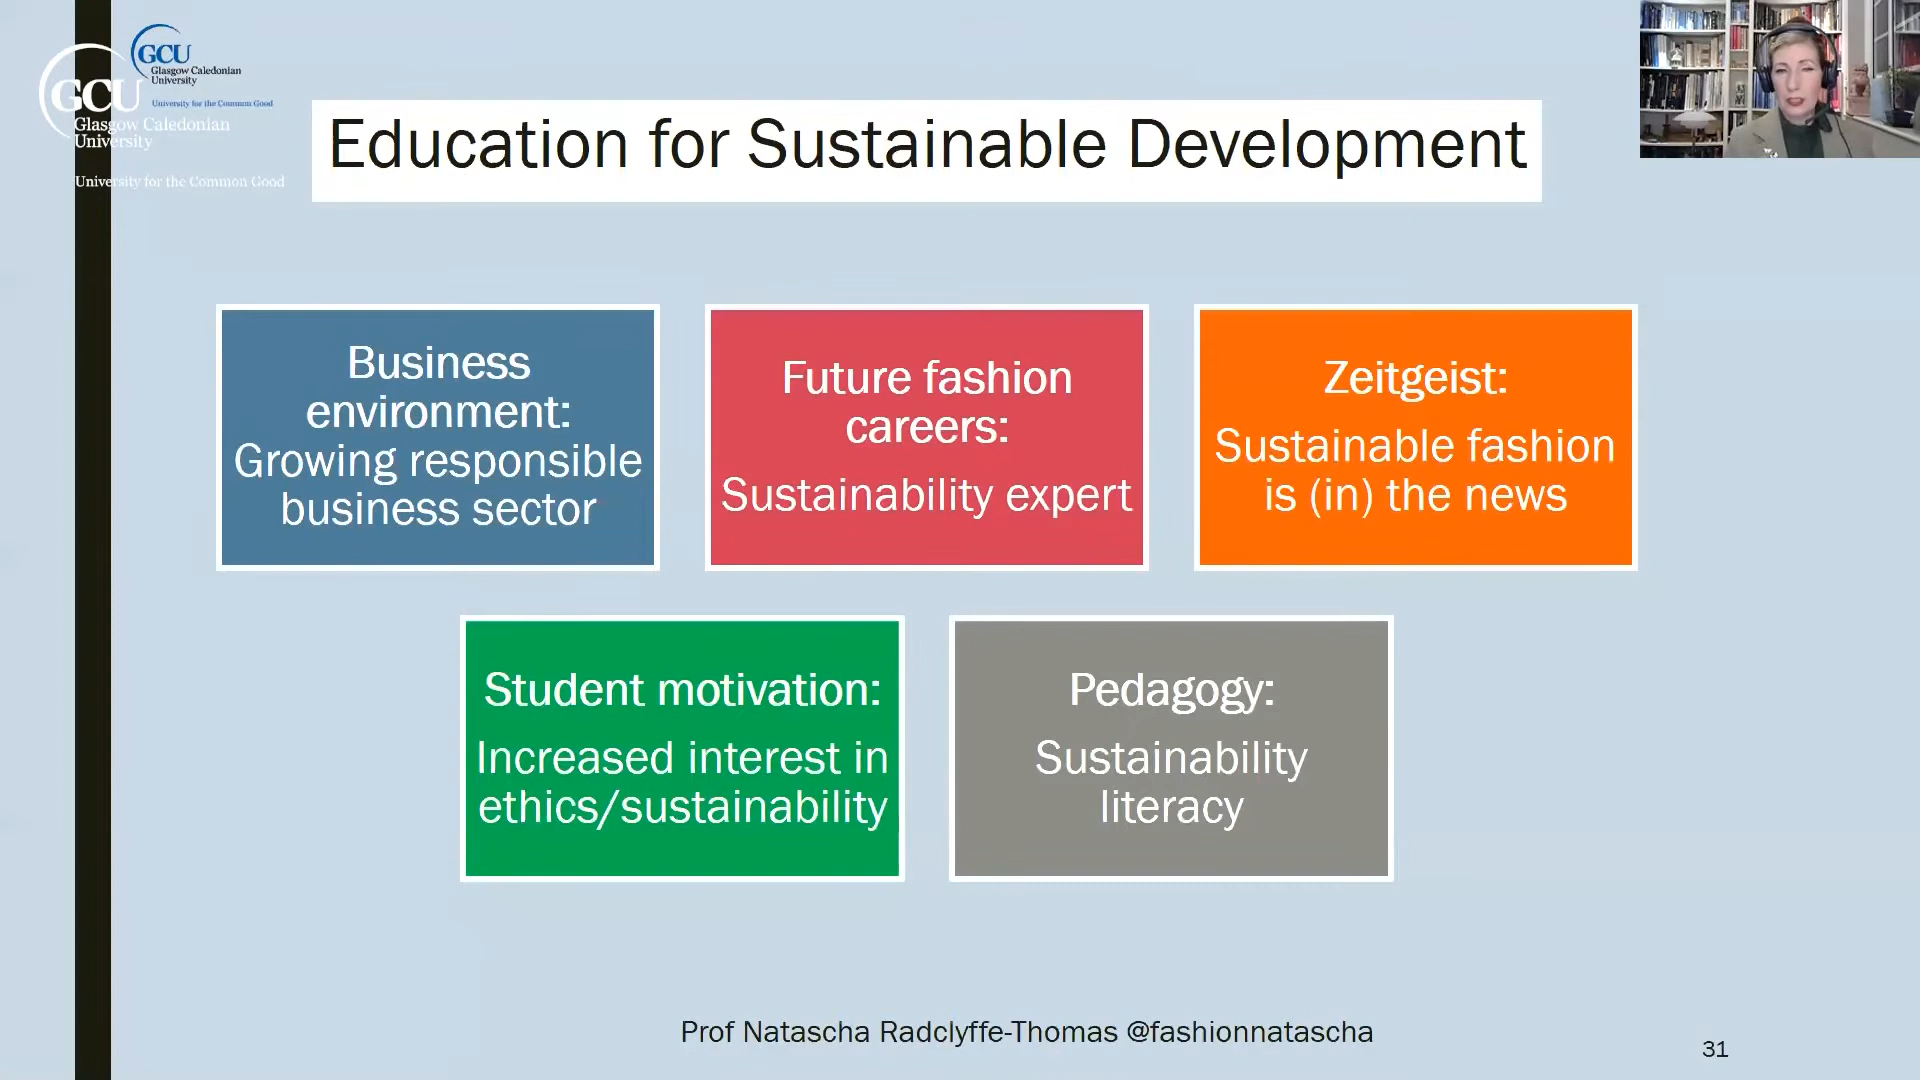 GCU
Glasgow Caledonian
University
University for the Common Good
GCU
Glasgow Caledonian
University
University for the Common Good
Education for Sustainable Development
Business
environment:
Growing responsible
business sector
Future fashion
careers:
Sustainability expert
Zeitgeist:
Sustainable fashion
is (in) the news
Student motivation:
Increased interest in
ethics/sustainability
Pedagogy:
Sustainability
literacy
Prof Natascha Radclyffe-Thomas @fashionnatascha
31